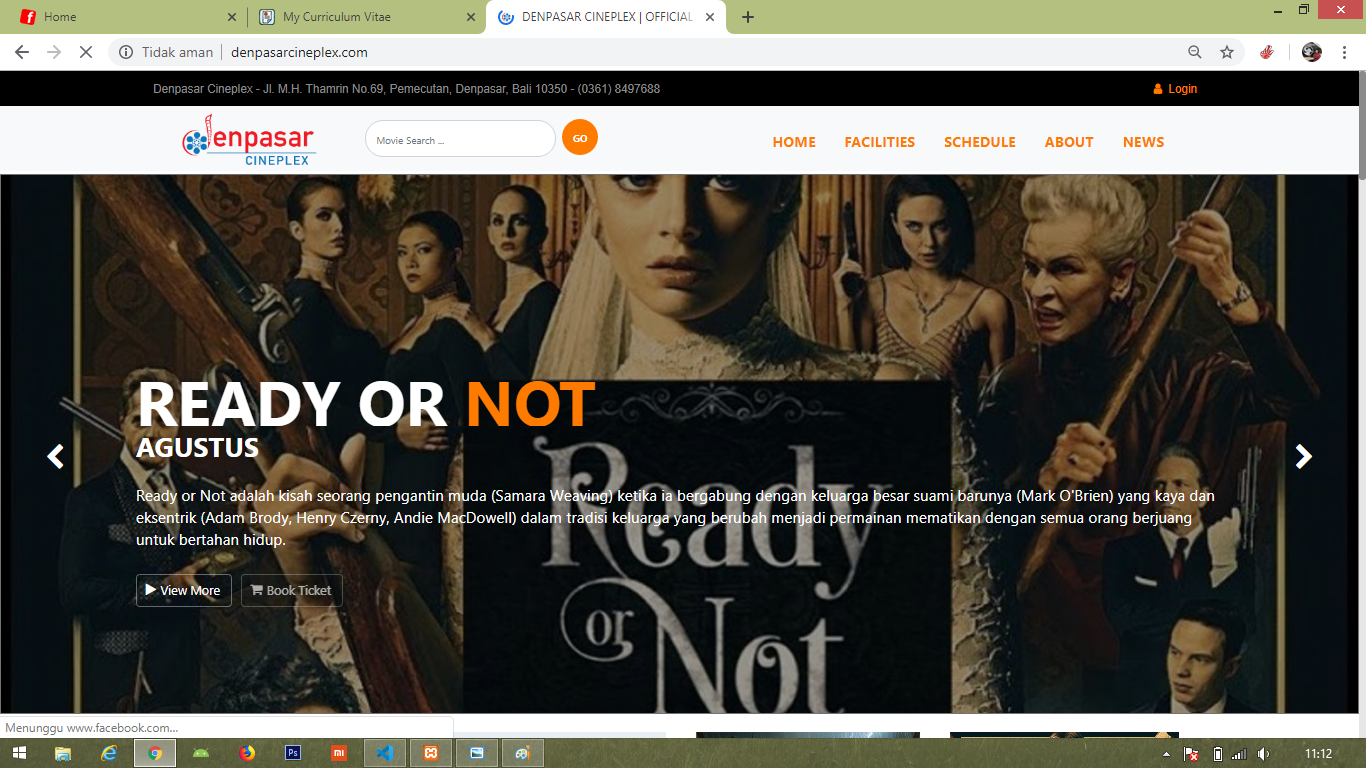 Home
My Curriculum Vitae
DENPASAR CINEPLEX | OFFICIAL
Tidak aman
denpasarcineplex.com
Denpasar Cineplex - Jl. M.H. Thamrin No.69, Pemecutan, Denpasar, Bali 10350 - (0361) 8497688
Login
denpasar
CINEPLEX
Movie Search ...
GO
HOME
FACILITIES
SCHEDULE
ABOUT
NEWS
READY OR NOT
AGUSTUS
Ready or Not adalah kisah seorang pengantin muda (Samara Weaving) ketika ia bergabung dengan keluarga besar suami barunya (Mark O'Brien) yang kaya dan
eksentrik (Adam Brody, Henry Czerny, Andie MacDowell) dalam tradisi keluarga yang berubah menjadi permainan mematikan dengan semua orang berjuang
untuk bertahan hidup.
View More
Book Ticket
Ready
or
Not
Menunggu www.facebook.com...
Ps
11:12